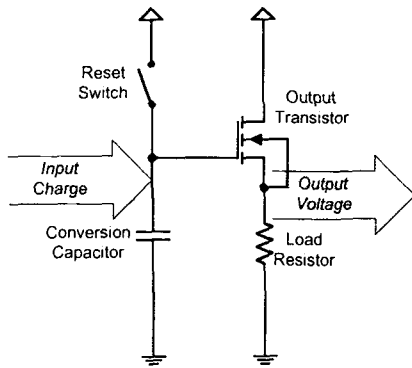 Reset
Switch
Output
Transistor
Input
Charge
Output
Voltage
Conversion
Capacitor
Load
Resistor